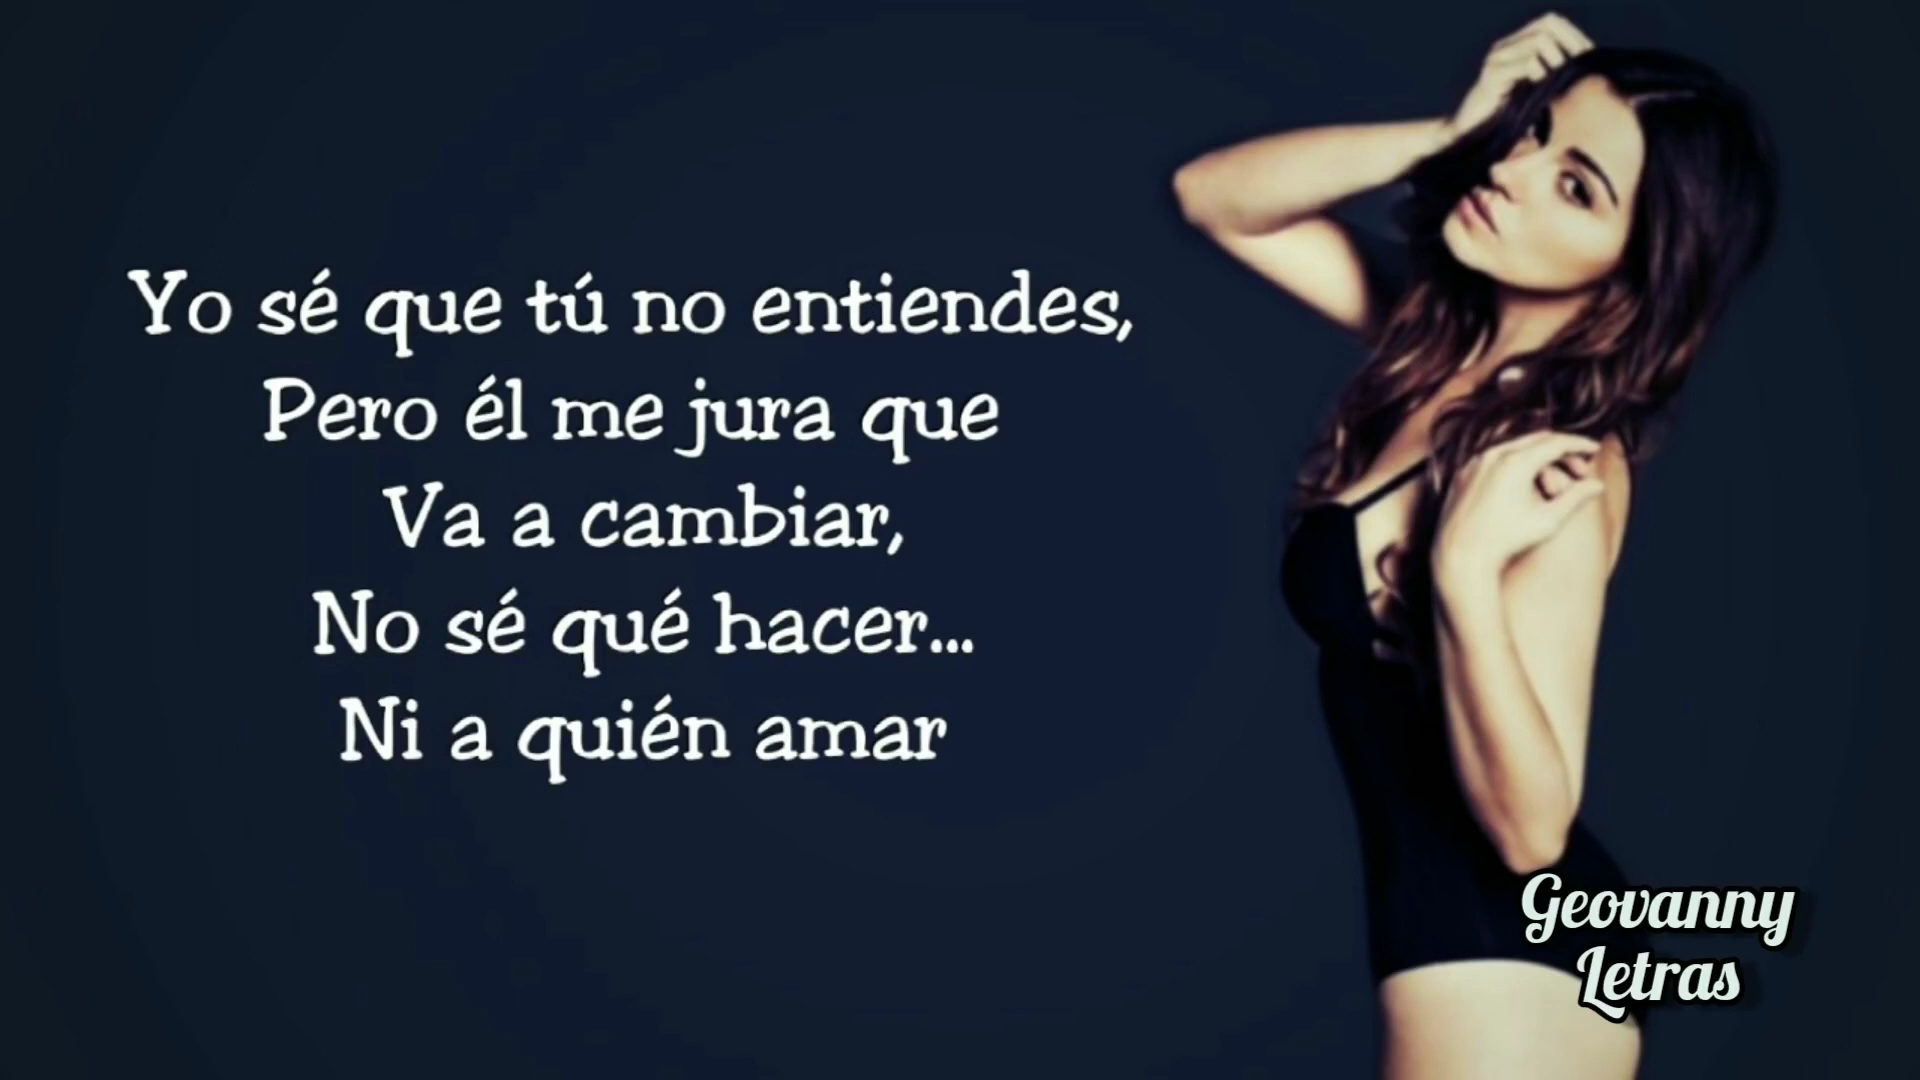 Yo sé que tú no entiendes,
Pero él me jura que
Va a cambiar,
No sé qué hacer...
Ni a quién amar
Geovanny
Letras